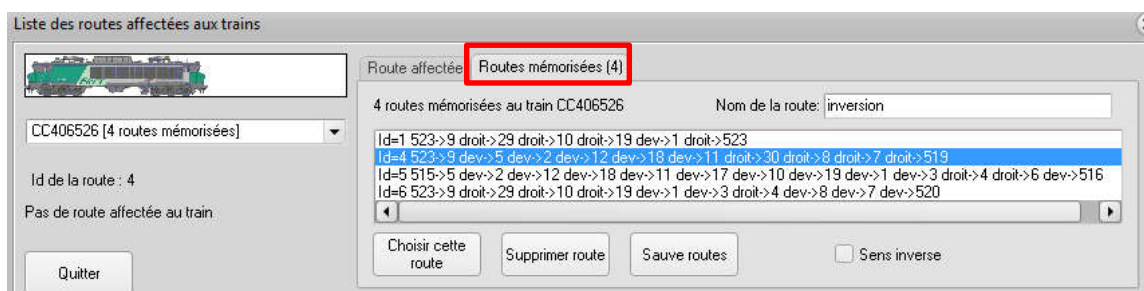 Liste des routes affectées aux trains
Route affectée
Routes mémorisées (4)
4 routes mémorisées au train CC406526
Nom de la route: inversion
CC406526 [4 routes mémorisées]
Id=1 523->9 droit->29 droit->10 droit->19 dev->1 droit->523
Id=4 523->9 dev->5 dev->2 dev->12 dev->18 dev->11 droit->30 droit->8 droit->7 droit->519
Id=5 515->5 dev->2 dev->12 dev->18 dev->11 dev->17 dev->10 dev->19 dev->1 dev->3 droit->4 droit->6 dev->516
Id=6 523->9 droit->29 droit->10 droit->19 dev->1 dev->3 droit->4 dev->8 dev->7 dev->520
Id de la route : 4
Pas de route affectée au train
Choisir cette
route
Supprimer route
Sauve routes
Sens inverse
Quitter